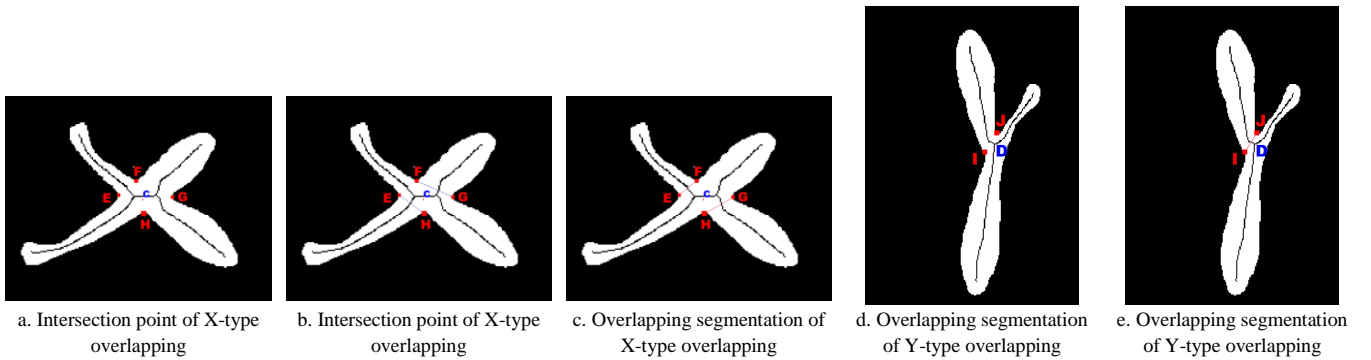 F
E
c
G
H
F
E
c
G
H
F
E
c
G
H
J
I
D
J
I
D
a. Intersection point of X-type
overlapping
b. Intersection point of X-type
overlapping
c. Overlapping segmentation of
X-type overlapping
d. Overlapping segmentation
of Y-type overlapping
e. Overlapping segmentation
of Y-type overlapping